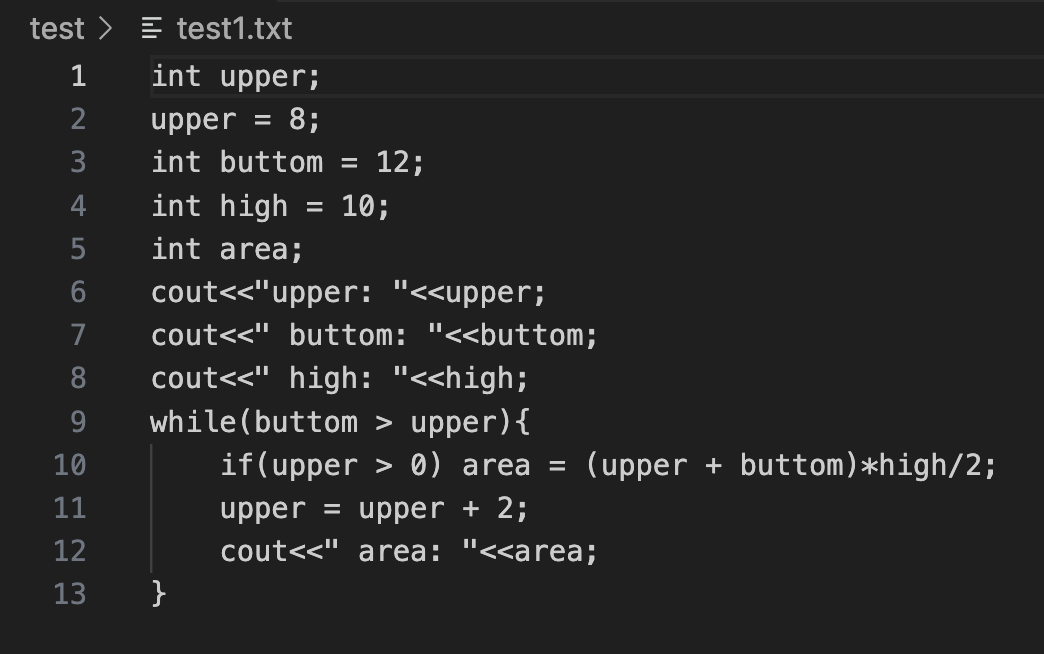 test > test1.txt
1 int upper;
2 upper = 8;
3 int buttom = 12;
4 int high = 10;
5 int area;
6 cout<<"upper: "<<upper;
7 cout<<" buttom: "<<buttom;
8 cout<<" high: "<<high;
9 while(buttom > upper){
10     if(upper > 0) area = (upper + buttom)*high/2;
11     upper = upper + 2;
12     cout<<" area: "<<area;
13 }